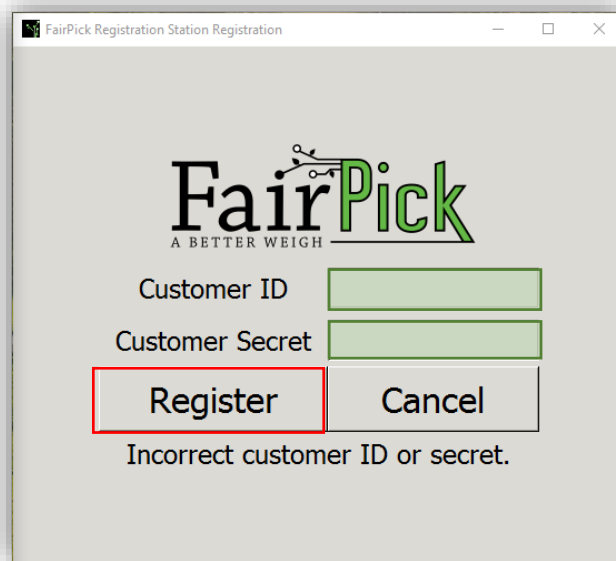 FairPick Registration Station Registration
FairPick
A BETTER WEIGH
Customer ID
Customer Secret
Register Cancel
Incorrect customer ID or secret.